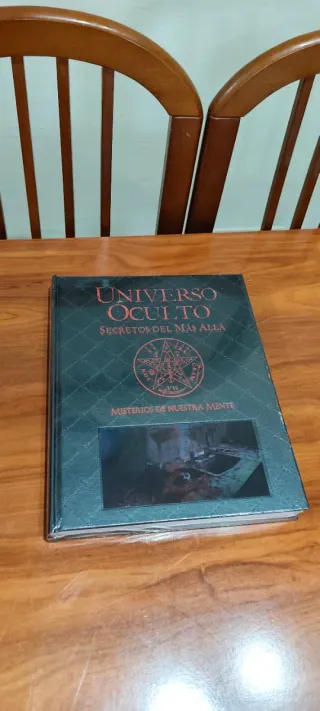 UNIVERSO
OCULTO
SECRETOS DEL MÁS ALLÁ
MISTERIOS DE NUESTRA MENTE